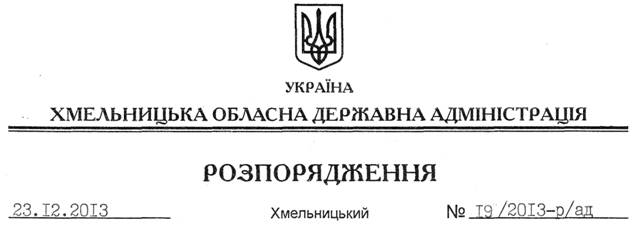 УКРАЇНА
ХМЕЛЬНИЦЬКА ОБЛАСНА ДЕРЖАВНА АДМІНІСТРАЦІЯ
РОЗПОРЯДЖЕННЯ
23.12.2013 Хмельницький № 19/2013-р/ад